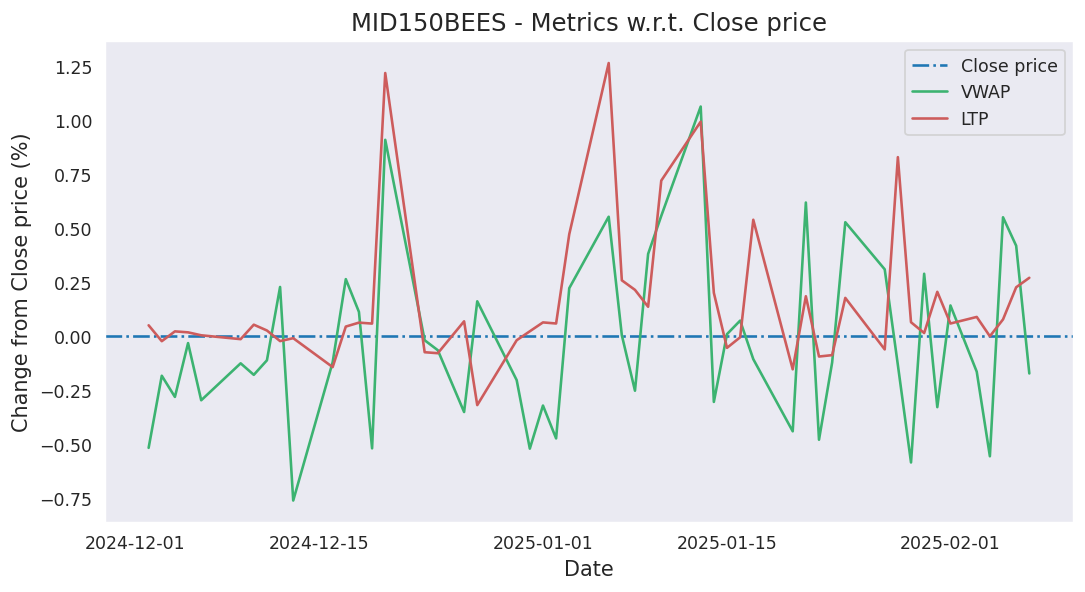 MID150BEES - Metrics w.r.t. Close price
Close price
VWAP
LTP
Change from Close price (%)
1.25
1.00
0.75
0.50
0.25
0.00
−0.25
−0.50
−0.75
2024-12-01
2024-12-15
2025-01-01
2025-01-15
2025-02-01
Date